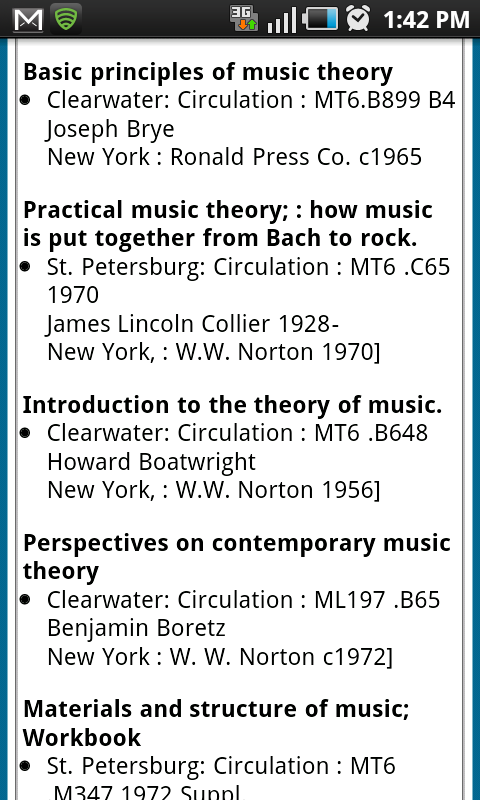 3G 1:42 PM
Basic principles of music theory
Clearwater: Circulation : MT6.B899 B4
Joseph Brye
New York : Ronald Press Co. c1965
Practical music theory; : how music
is put together from Bach to rock.
St. Petersburg: Circulation : MT6 .C65
1970
James Lincoln Collier 1928-
New York, : W.W. Norton 1970]
Introduction to the theory of music.
Clearwater: Circulation : MT6 .B648
Howard Boatwright
New York, : W.W. Norton 1956]
Perspectives on contemporary music
theory
Clearwater: Circulation : ML197 .B65
Benjamin Boretz
New York : W. W. Norton c1972]
Materials and structure of music;
Workbook
St. Petersburg: Circulation : MT6
.M347 1972 Suppl.